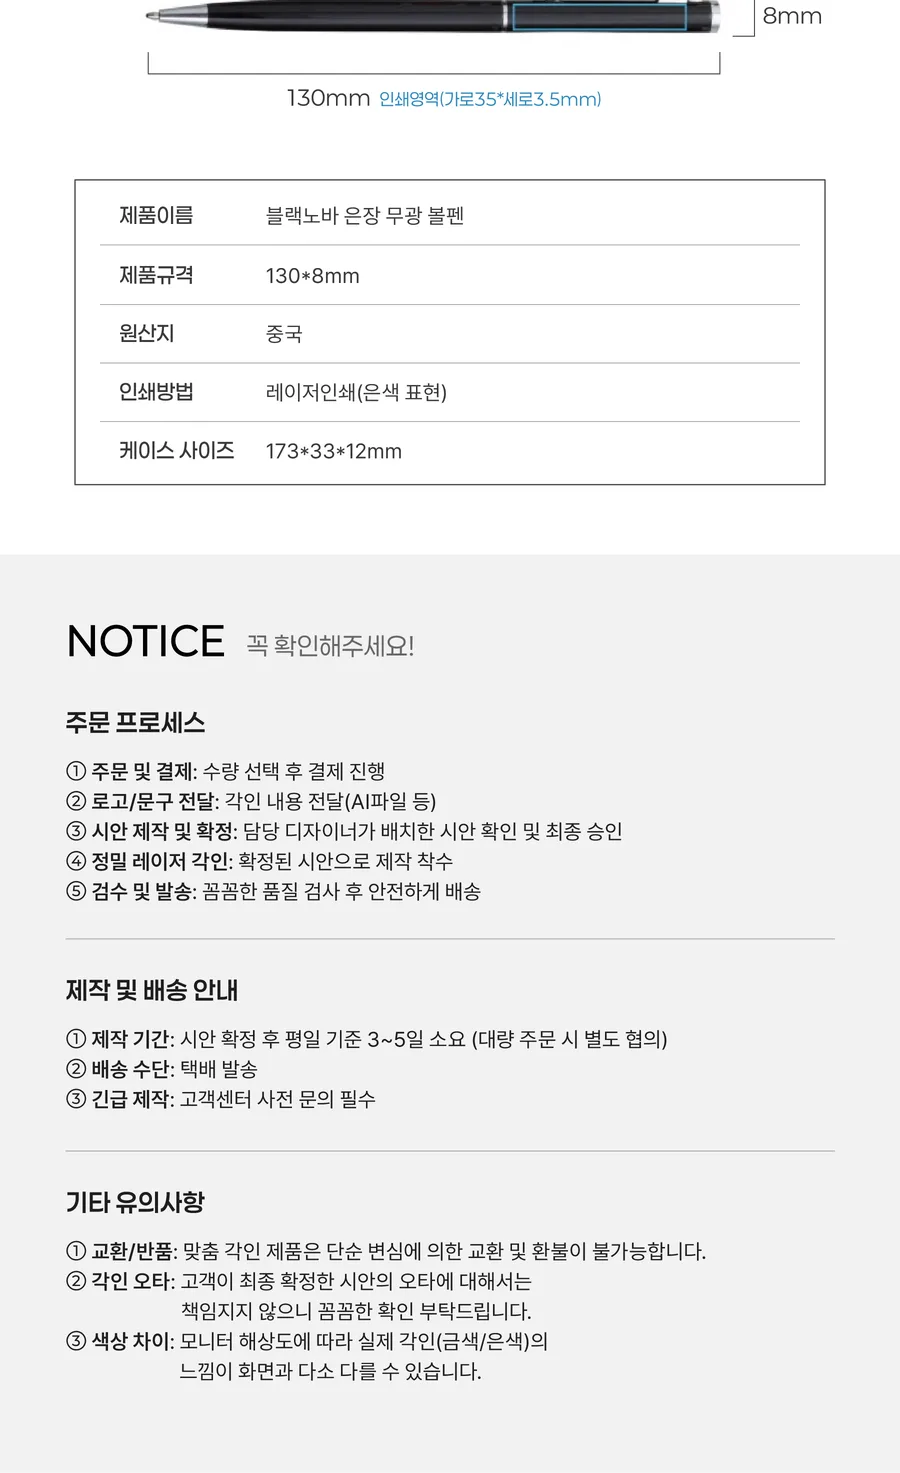 8mm
130mm 인쇄영역(가로35*세로3.5mm)
제품이름 블랙노바 은장 무광 볼펜
제품규격 130*8mm
원산지 중국
인쇄방법 레이저인쇄(은색 표현)
케이스 사이즈 173*33*12mm
NOTICE 꼭 확인해주세요!
주문 프로세스
① 주문 및 결제: 수량 선택 후 결제 진행
② 로고/문구 전달: 각인 내용 전달(AI파일 등)
③ 시안 제작 및 확정: 담당 디자이너가 배치한 시안 확인 및 최종 승인
④ 정밀 레이저 각인: 확정된 시안으로 제작 착수
⑤ 검수 및 발송: 꼼꼼한 품질 검사 후 안전하게 배송
제작 및 배송 안내
① 제작 기간: 시안 확정 후 평일 기준 3~5일 소요 (대량 주문 시 별도 협의)
② 배송 수단: 택배 발송
③ 긴급 제작: 고객센터 사전 문의 필수
기타 유의사항
① 교환/반품: 맞춤 각인 제품은 단순 변심에 의한 교환 및 환불이 불가능합니다.
② 각인 오타: 고객이 최종 확정한 시안의 오타에 대해서는
책임지지 않으니 꼼꼼한 확인 부탁드립니다.
③ 색상 차이: 모니터 해상도에 따라 실제 각인(금색/은색)의
느낌이 화면과 다소 다를 수 있습니다.